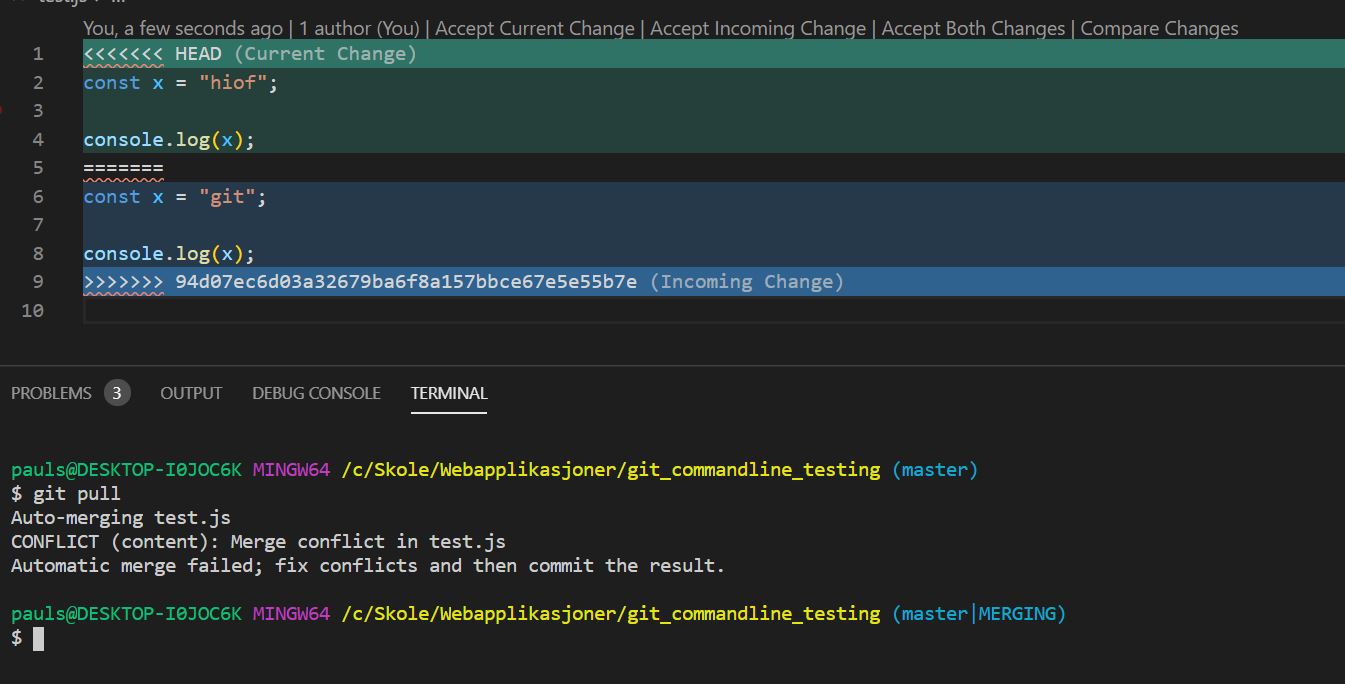 You, a few seconds ago | 1 author (You) | Accept Current Change | Accept Incoming Change | Accept Both Changes | Compare Changes
1 <<<<<<< HEAD (Current Change)
2 const x = "hiof";
3
4 console.log(x);
5 =======
6 const x = "git";
7
8 console.log(x);
9 >>>>>>> 94d07ec6d03a32679ba6f8a157bbce67e5e55b7e (Incoming Change)
10
PROBLEMS 3 OUTPUT DEBUG CONSOLE TERMINAL
pauls@DESKTOP-I0JOC6K MINGW64 /c/Skole/Webapplikasjoner/git_commandline_testing (master)
$ git pull
Auto-merging test.js
CONFLICT (content): Merge conflict in test.js
Automatic merge failed; fix conflicts and then commit the result.
pauls@DESKTOP-I0JOC6K MINGW64 /c/Skole/Webapplikasjoner/git_commandline_testing (master|MERGING)
$